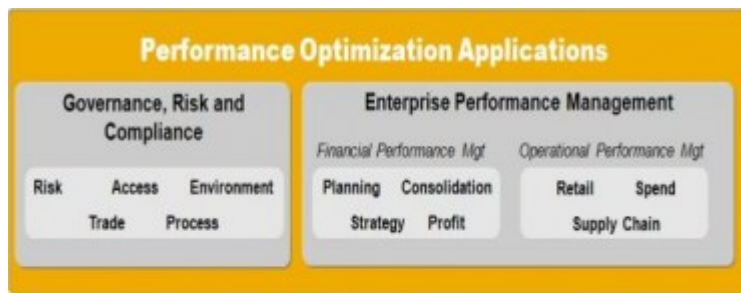 Performance Optimization Applications
Governance, Risk and
Compliance
Risk Access Environment
Trade Process
Enterprise Performance Management
Financial Performance Mgt
Planning Consolidation
Strategy Profit
Operational Performance Mgt
Retail Spend
Supply Chain